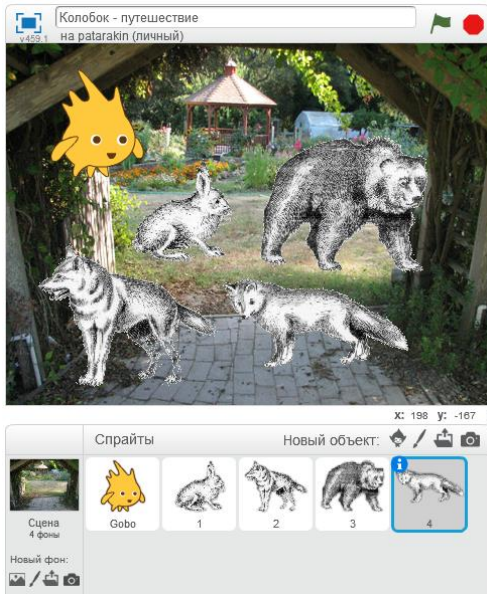 Колобок - путешествие
v459.1
на patarakin (личный)
x: 198 y: -167
Спрайты
Новый объект:
Сцена
4 фоны
Новый фон:
Gobo
1
2
3
4